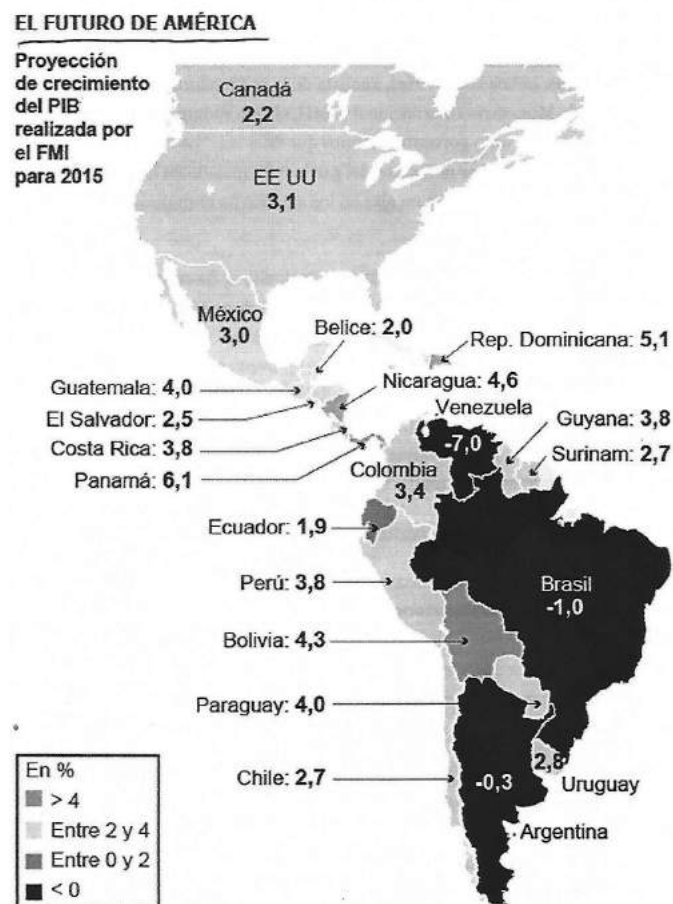 EL FUTURO DE AMÉRICA
Proyección
de crecimiento
del PIB
realizada por
el FMI
para 2015
Canadá
2,2
EE UU
3,1
México
3,0
Belice: 2,0
Rep. Dominicana: 5,1
Guatemala: 4,0
Nicaragua: 4,6
El Salvador: 2,5
Venezuela
-7,0
Guyana: 3,8
Costa Rica: 3,8
Surinam: 2,7
Panamá: 6,1
Colombia
3,4
Ecuador: 1,9
Perú: 3,8
Brasil
-1,0
Bolivia: 4,3
Paraguay: 4,0
Chile: 2,7
-0,3
Argentina
2,8
Uruguay
En %
> 4
Entre 2 y 4
Entre 0 y 2
< 0